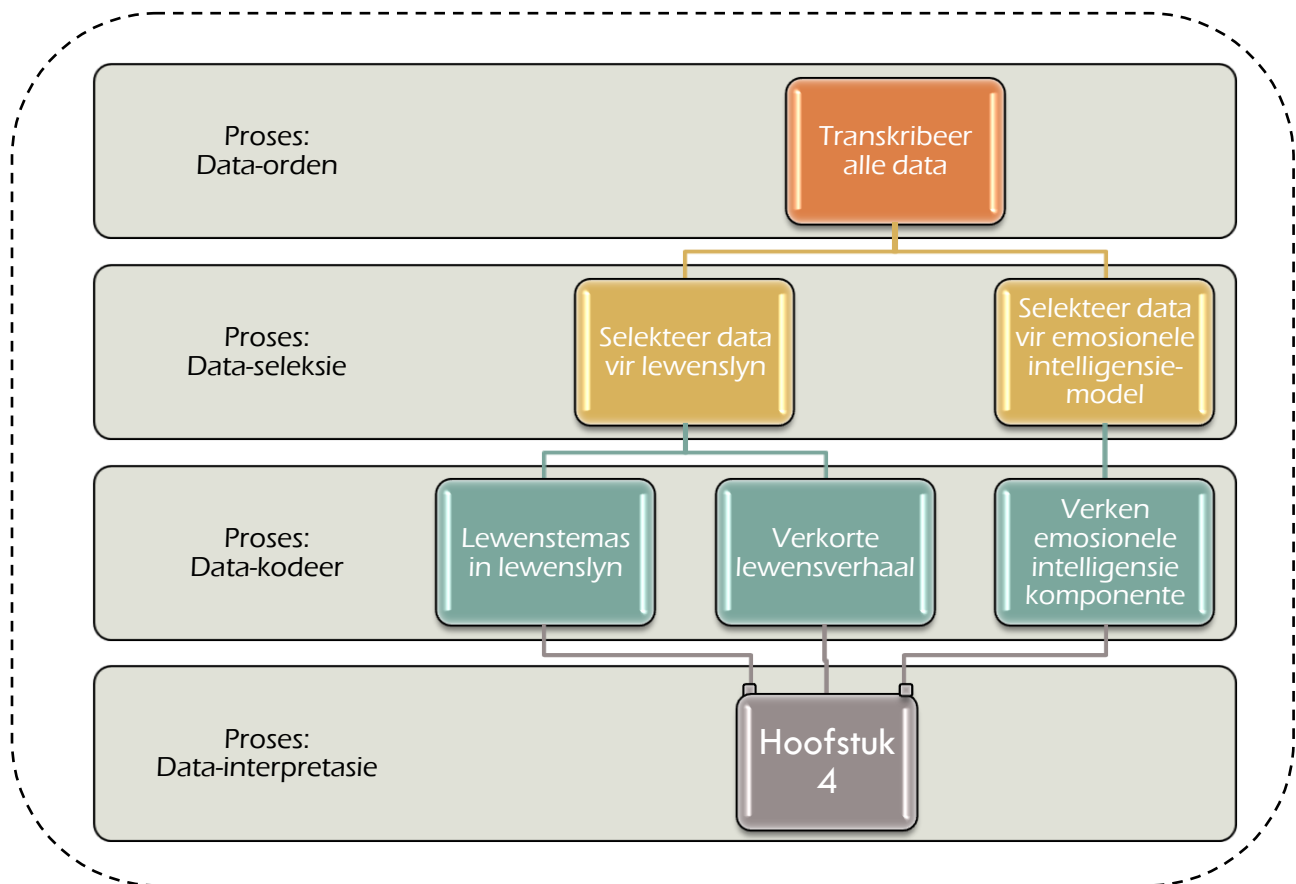 Proses:
Data-orden
Transkribeer
alle data
Proses:
Data-seleksie
Selekteer data
vir lewenslyn
Selekteer data
vir emosionele
intelligensie-
model
Proses:
Data-kodeer
Lewenstemas
in lewenslyn
Verkorte
lewensverhaal
Verken
emosionele
intelligensie
komponente
Proses:
Data-interpretasie
Hoofstuk
4